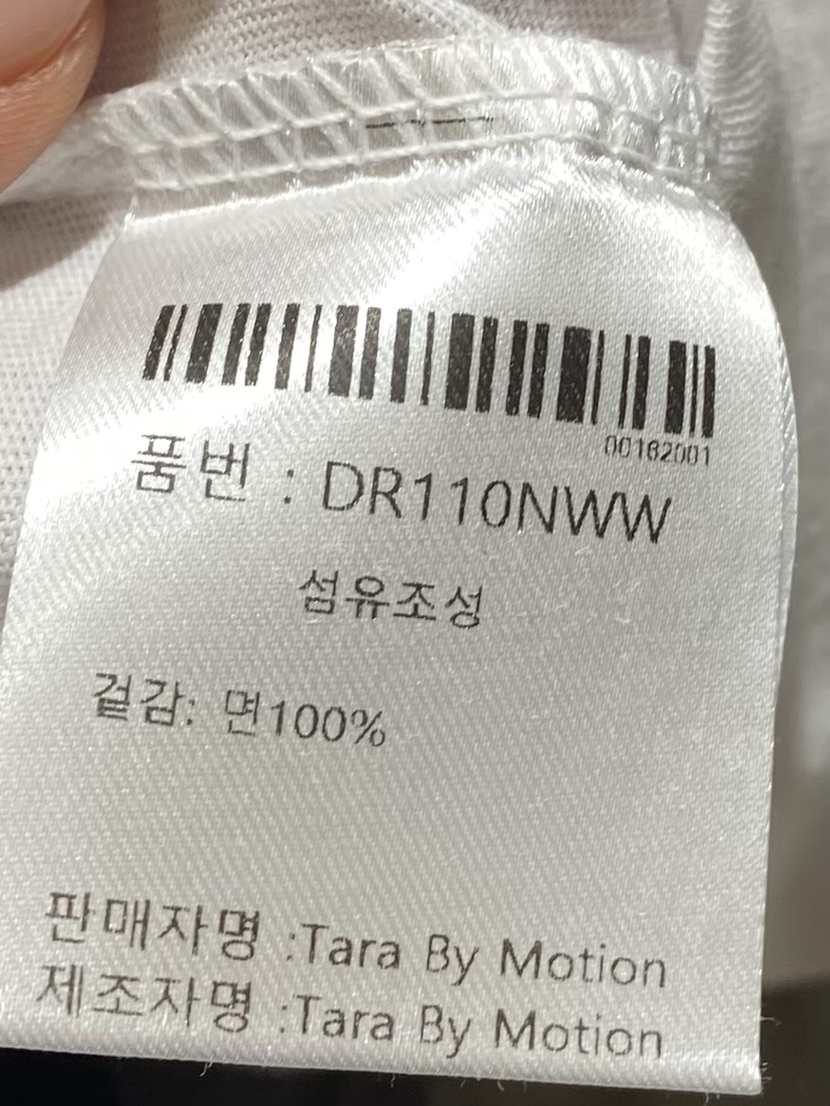 00182001
품번 : DR110NWW
섬유조성
겉감: 면100%
판매자명 :Tara By Motion
제조자명 :Tara By Motion